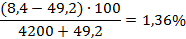 (8,4 − 49,2) ∙ 100
4200 + 49,2
= 1,36%